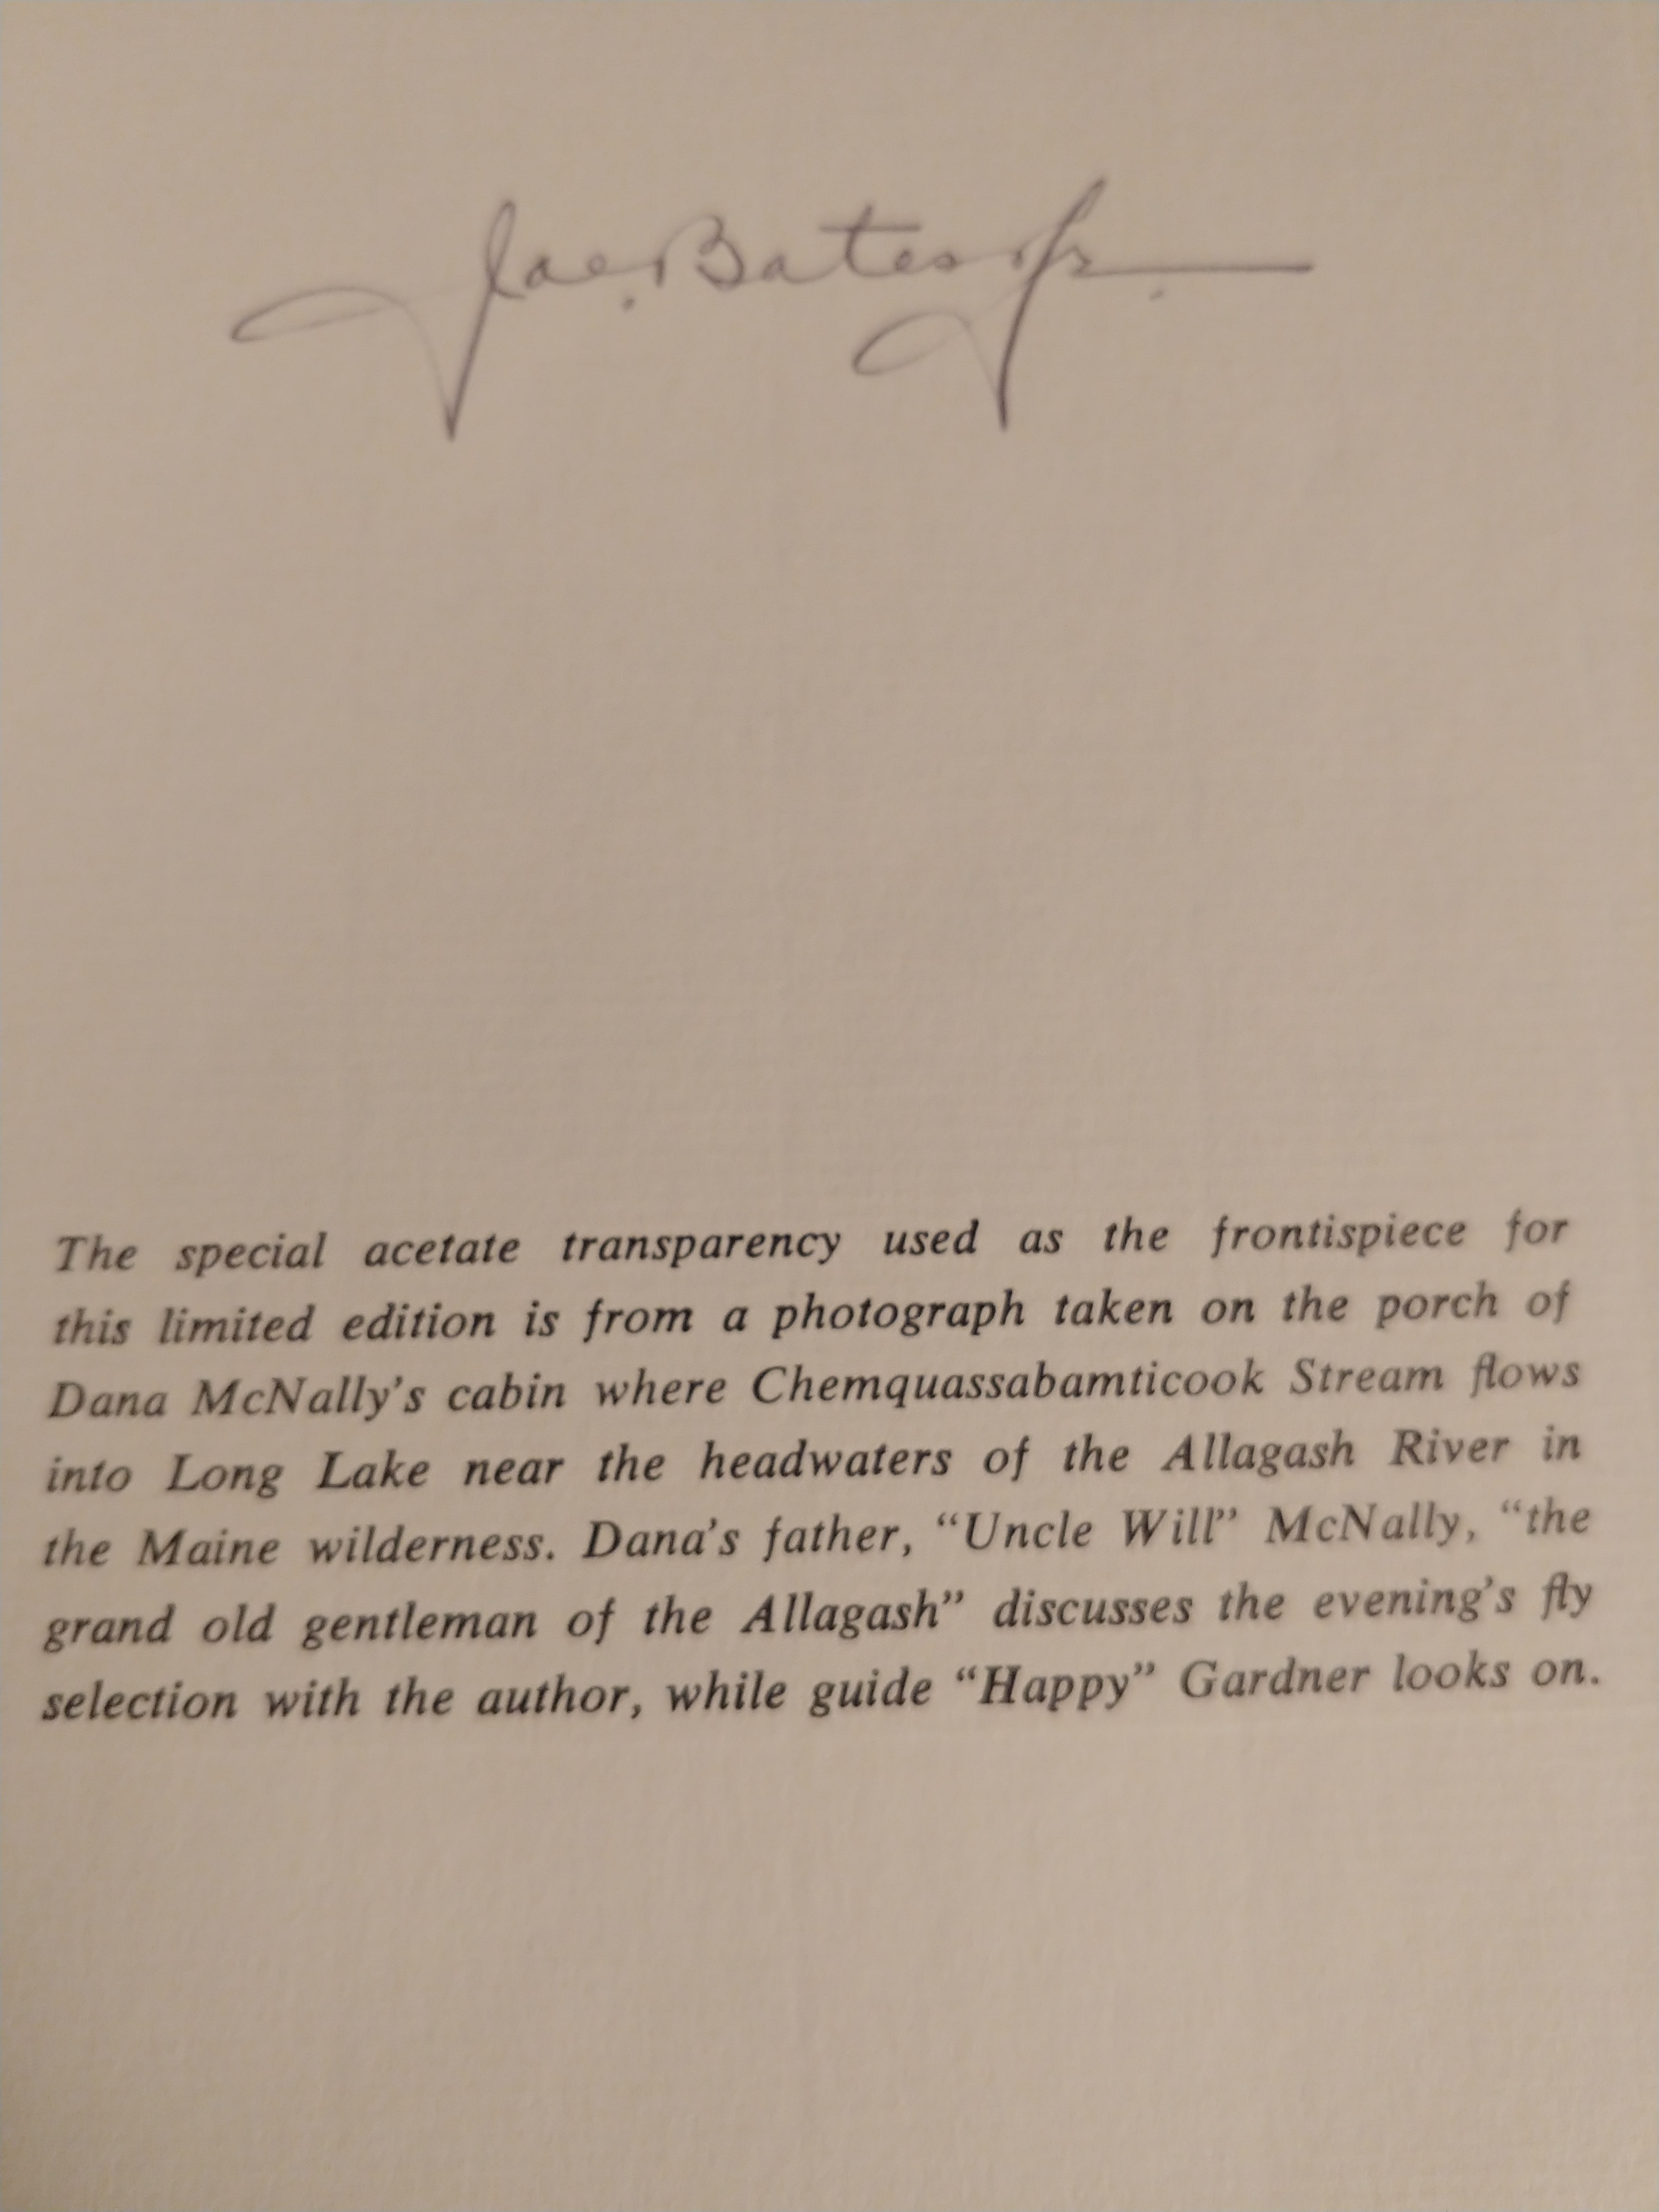 Joe. Bates, Jr.
The special acetate transparency used as the frontispiece for
this limited edition is from a photograph taken on the porch of
Dana McNally’s cabin where Chemquassabamticook Stream flows
into Long Lake near the headwaters of the Allagash River in
the Maine wilderness. Dana’s father, “Uncle Will” McNally, “the
grand old gentleman of the Allagash” discusses the evening’s fly
selection with the author, while guide “Happy” Gardner looks on.